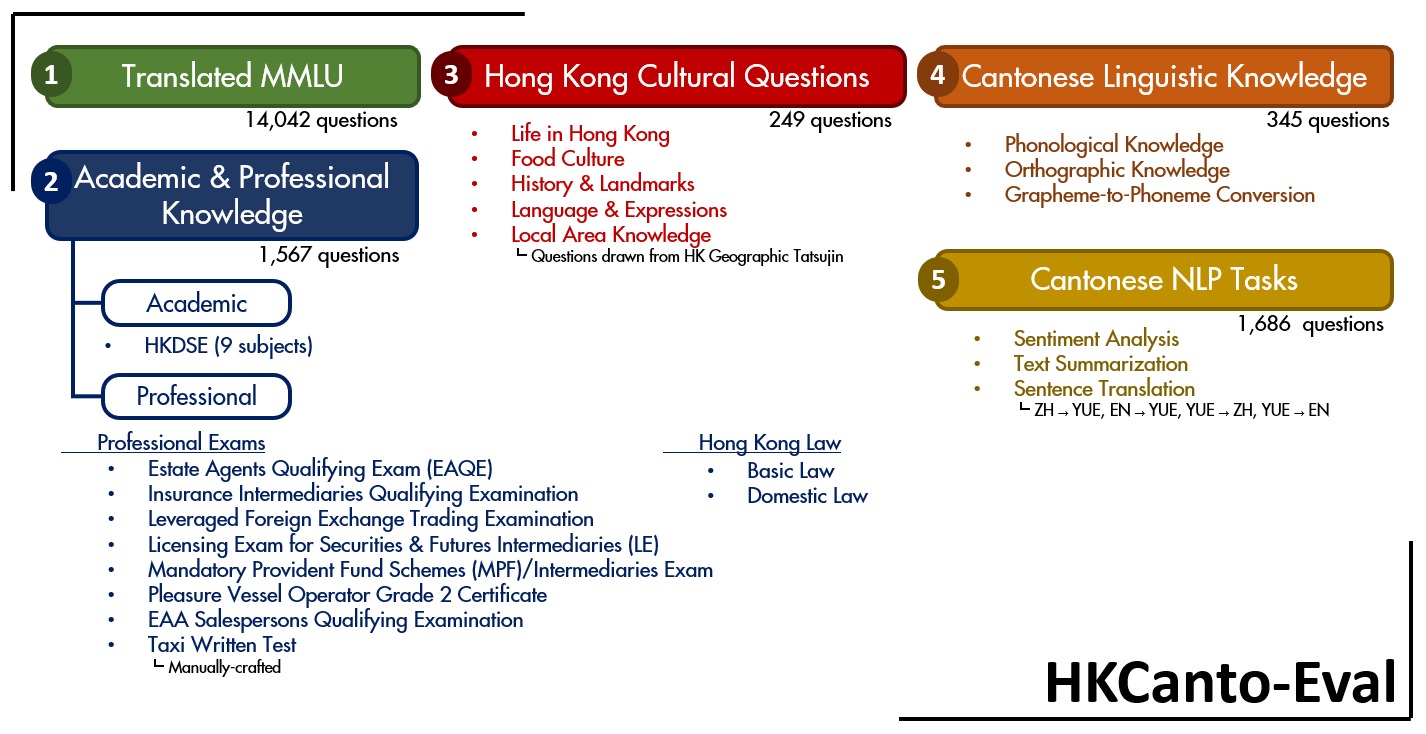 1 Translated MMLU
14,042 questions
2 Academic & Professional
Knowledge
1,567 questions
Academic
• HKDSE (9 subjects)
Professional
Professional Exams
• Estate Agents Qualifying Exam (EAQE)
• Insurance Intermediaries Qualifying Examination
• Leveraged Foreign Exchange Trading Examination
• Licensing Exam for Securities & Futures Intermediaries (LE)
• Mandatory Provident Fund Schemes (MPF)/Intermediaries Exam
• Pleasure Vessel Operator Grade 2 Certificate
• EAA Salespersons Qualifying Examination
• Taxi Written Test
Manually-crafted
Hong Kong Law
• Basic Law
• Domestic Law
3 Hong Kong Cultural Questions
249 questions
• Life in Hong Kong
• Food Culture
• History & Landmarks
• Language & Expressions
• Local Area Knowledge
Questions drawn from HK Geographic Tatsujin
4 Cantonese Linguistic Knowledge
345 questions
• Phonological Knowledge
• Orthographic Knowledge
• Grapheme-to-Phoneme Conversion
5 Cantonese NLP Tasks
1,686 questions
• Sentiment Analysis
• Text Summarization
• Sentence Translation
ZH→YUE, EN→YUE, YUE→ZH, YUE→EN
HKCanto-Eval